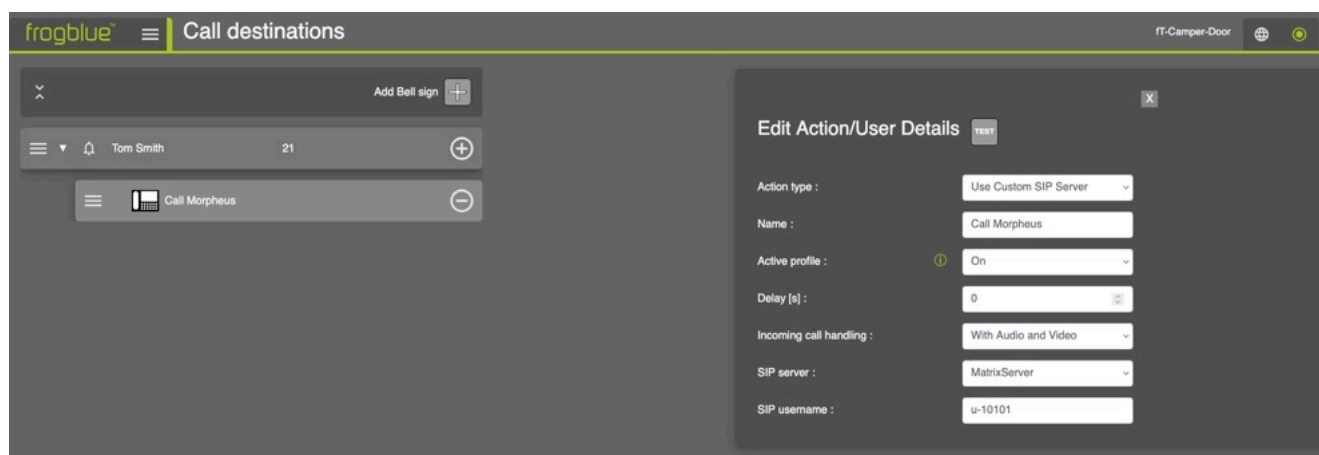 frogblue™ Call destinations fT-Camper-Door
Add Bell sign
Tom Smith 21
Call Morpheus
X
Edit Action/User Details TEST
Action type : Use Custom SIP Server
Name : Call Morpheus
Active profile : On
Delay [s] : 0
Incoming call handling : With Audio and Video
SIP server : MatrixServer
SIP username : u-10101